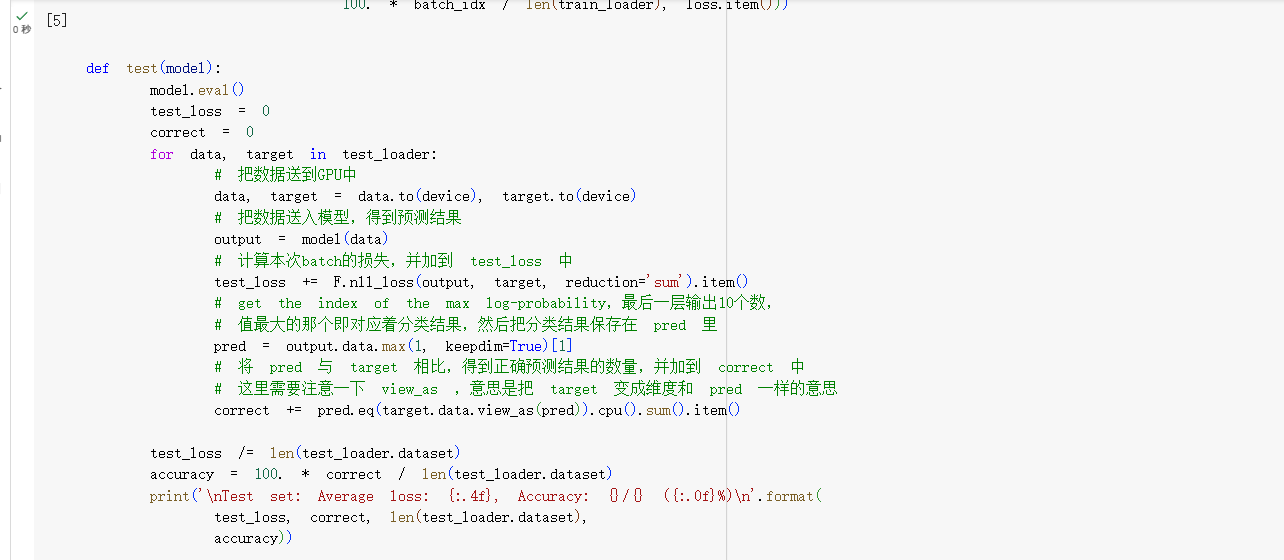 100. * batch_idx / len(train_loader), loss.item()))
[5]
0 秒
def test(model):
model.eval()
test_loss = 0
correct = 0
for data, target in test_loader:
# 把数据送到GPU中
data, target = data.to(device), target.to(device)
# 把数据送入模型，得到预测结果
output = model(data)
# 计算本次batch的损失，并加到 test_loss 中
test_loss += F.nll_loss(output, target, reduction='sum').item()
# get the index of the max log-probability，最后一层输出10个数，
# 值最大的那个即对应着分类结果，然后把分类结果保存在 pred 里
pred = output.data.max(1, keepdim=True)[1]
# 将 pred 与 target 相比，得到正确预测结果的数量，并加到 correct 中
# 这里需要注意一下 view_as ，意思是把 target 变成维度和 pred 一样的意思
correct += pred.eq(target.data.view_as(pred)).cpu().sum().item()
test_loss /= len(test_loader.dataset)
accuracy = 100. * correct / len(test_loader.dataset)
print('\nTest set: Average loss: {:.4f}, Accuracy: {}/{} ({:.0f}%)\n'.format(
test_loss, correct, len(test_loader.dataset),
accuracy))